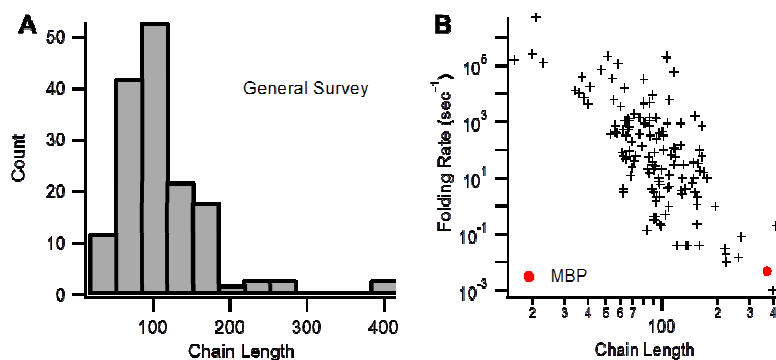 A
50
40
30
20
10
0
Count
General Survey
100
200
300
400
Chain Length
B
10^5
10^3
10^1
10^-1
10^-3
Folding Rate (sec^-1)
MBP
2 3 4 5 6 7 100 2 3 4
Chain Length